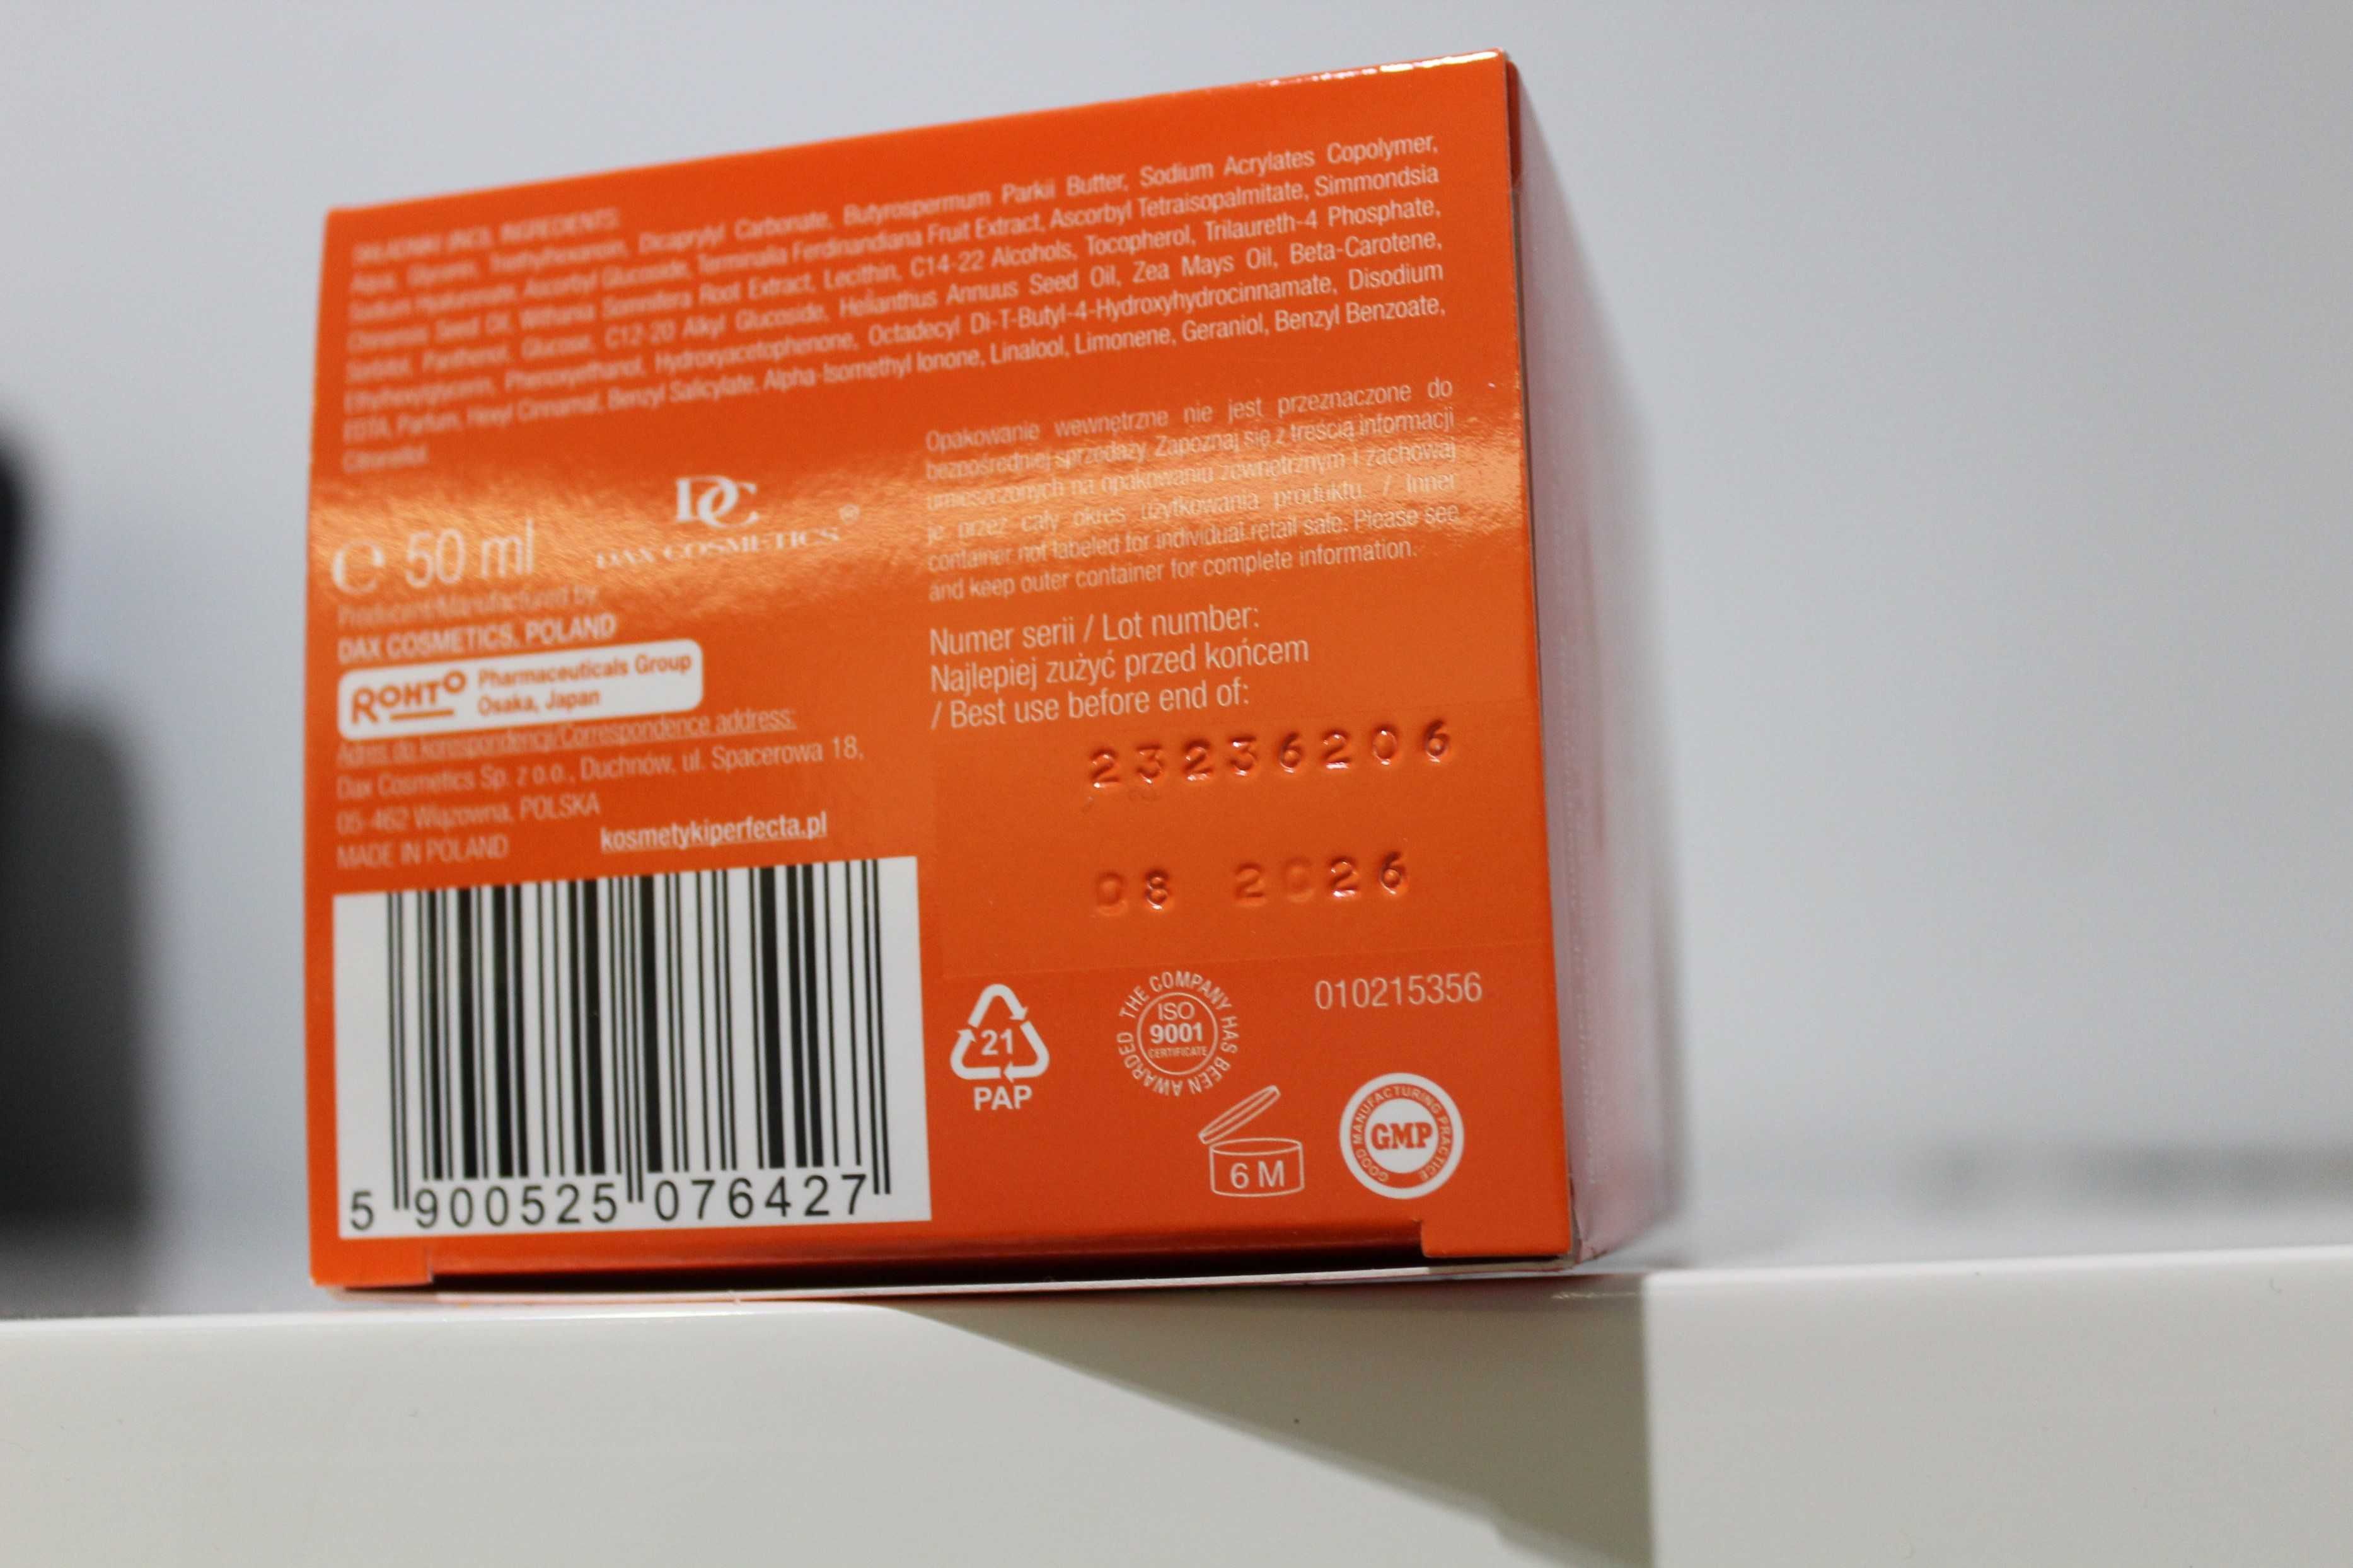 SKŁADNIKI (INCI), INGREDIENTS:
Aqua, Glycerin, Triethylhexanoin, Dicaprylyl Carbonate, Butyrospermum Parkii Butter, Sodium Acrylates Copolymer,
Sodium Hyaluronate, Ascorbyl Glucoside, Terminalia Ferdinandiana Fruit Extract, Ascorbyl Tetraisopalmitate, Simmondsia
Chinensis Seed Oil, Withania Somnifera Root Extract, Lecithin, C14-22 Alcohols, Tocopherol, Trilaureth-4 Phosphate,
Sorbitol, Panthenol, Glucose, C12-20 Alkyl Glucoside, Helianthus Annuus Seed Oil, Zea Mays Oil, Beta-Carotene,
Ethylhexylglycerin, Phenoxyethanol, Hydroxyacetophenone, Octadecyl Di-T-Butyl-4-Hydroxyhydrocinnamate, Disodium
EDTA, Parfum, Hexyl Cinnamal, Benzyl Salicylate, Alpha-Isomethyl Ionone, Linalool, Limonene, Geraniol, Benzyl Benzoate,
Citronellol.
Opakowanie wewnętrzne nie jest przeznaczone do
bezpośredniej sprzedaży. Zapoznaj się z treścią informacji
umieszczonych na opakowaniu zewnętrznym i zachowaj
je przez cały okres użytkowania produktu. / Inner
container not labeled for individual retail sale. Please see
and keep outer container for complete information.
℮ 50 ml
DC
DAX COSMETICS®
Producent/Manufactured by
DAX COSMETICS, POLAND
ROHTO Pharmaceuticals Group
Osaka, Japan
Adres do korespondencji/Correspondence address:
Dax Cosmetics Sp. z o.o., Duchnów, ul. Spacerowa 18,
05-462 Wiązowna, POLSKA
MADE IN POLAND
kosmetykiperfecta.pl
Numer serii / Lot number:
Najlepiej zużyć przed końcem
/ Best use before end of:
23236206
08 2026
5 900525 076427
21
PAP
THE COMPANY HAS BEEN AWARDED
ISO
9001
CERTIFICATE
010215356
6 M
GOOD MANUFACTURING PRACTICE
GMP